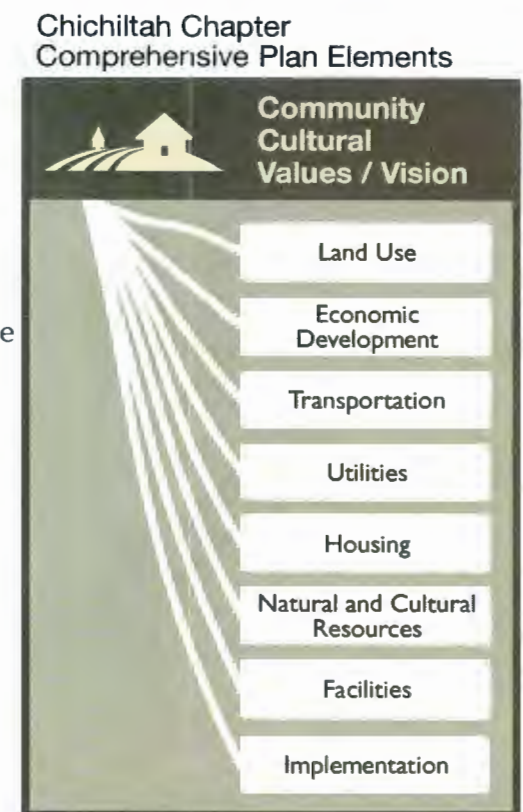 Chichiltah Chapter
Comprehensive Plan Elements
Community
Cultural
Values / Vision
Land Use
e
Economic
Development
Transportation
Utilities
Housing
Natural and Cultural
Resources
Facilities
Implementation